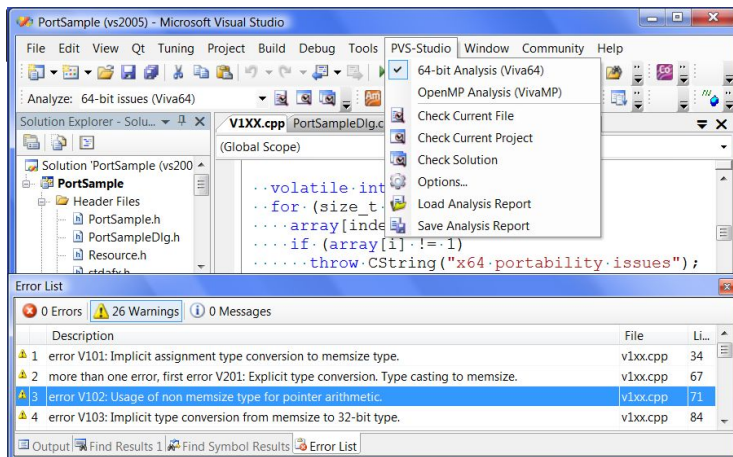 PortSample (vs2005) - Microsoft Visual Studio
File Edit View Qt Tuning Project Build Debug Tools PVS-Studio Window Community Help
Analyze: 64-bit issues (Viva64)
64-bit Analysis (Viva64)
OpenMP Analysis (VivaMP)
Check Current File
Check Current Project
Check Solution
Options...
Load Analysis Report
Save Analysis Report
Solution Explorer - Solu...
Solution 'PortSample (vs200
PortSample
Header Files
PortSample.h
PortSampleDlg.h
Resource.h
stdafx.h
V1XX.cpp PortSampleDlg.c
(Global Scope)
··volatile·int
··for·(size_t·
····array[inde
····if·(array[i]·!=·1)
······throw·CString("x64·portability·issues");
Error List
0 Errors 26 Warnings 0 Messages
Description File Li...
1 error V101: Implicit assignment type conversion to memsize type. v1xx.cpp 34
2 more than one error, first error V201: Explicit type conversion. Type casting to memsize. v1xx.cpp 67
3 error V102: Usage of non memsize type for pointer arithmetic. v1xx.cpp 71
4 error V103: Implicit type conversion from memsize to 32-bit type. v1xx.cpp 84
Output Find Results 1 Find Symbol Results Error List